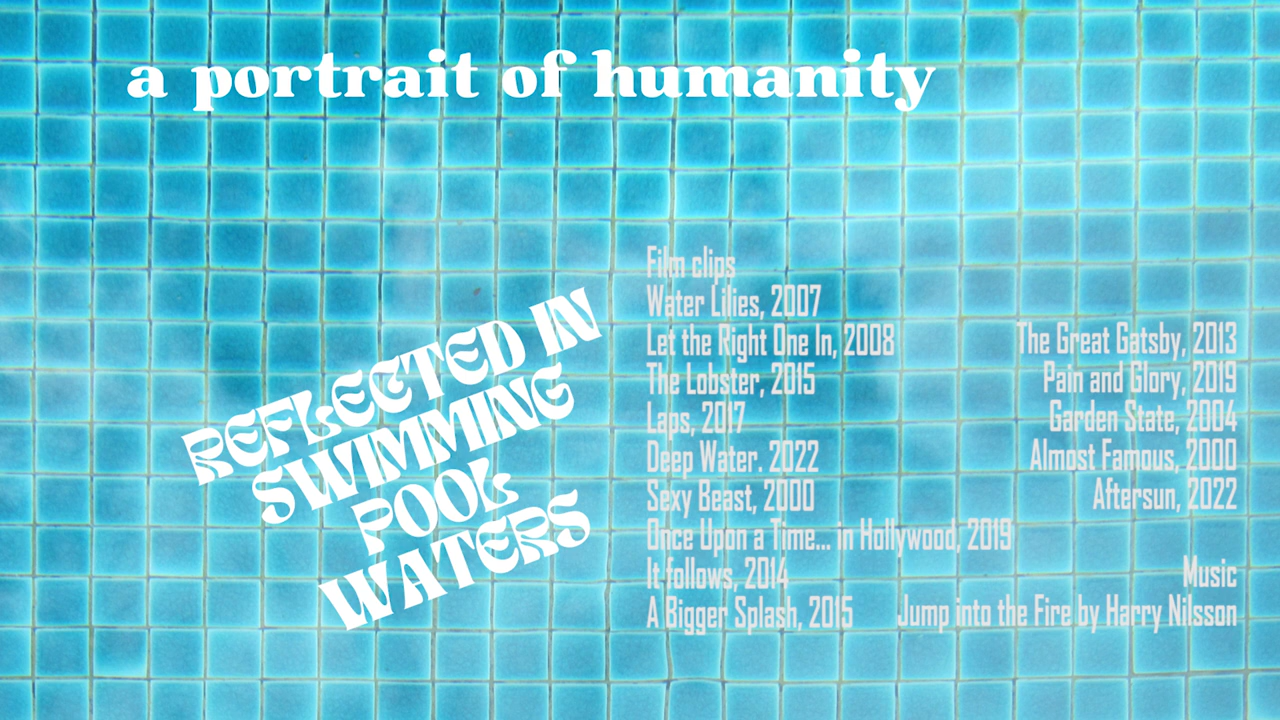 a portrait of humanity
REFLECTED IN
SWIMMING
POOL
WATERS
Film clips
Water Lilies, 2007
Let the Right One In, 2008
The Lobster, 2015
Laps, 2017
Deep Water. 2022
Sexy Beast, 2000
Once Upon a Time... in Hollywood, 2019
It follows, 2014
A Bigger Splash, 2015
The Great Gatsby, 2013
Pain and Glory, 2019
Garden State, 2004
Almost Famous, 2000
Aftersun, 2022
Music
Jump into the Fire by Harry Nilsson